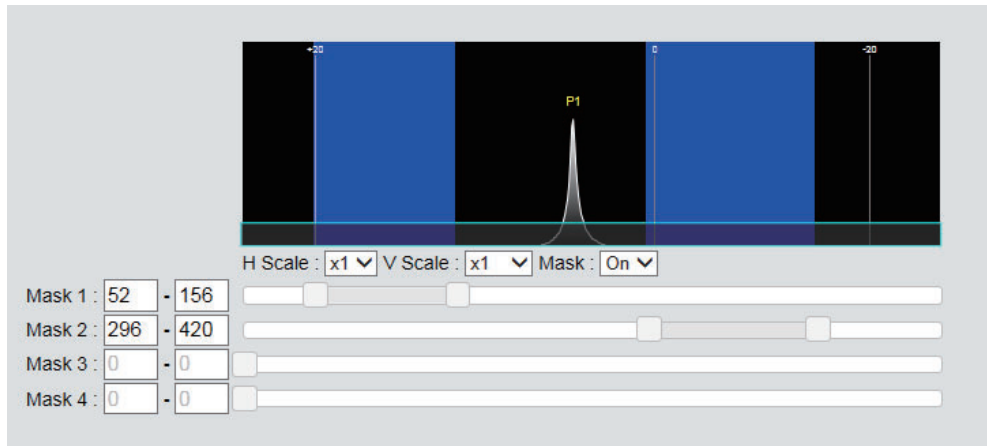 +20 0 -20
P1
H Scale : x1 V Scale : x1 Mask : On
Mask 1 : 52 - 156
Mask 2 : 296 - 420
Mask 3 : 0 - 0
Mask 4 : 0 - 0